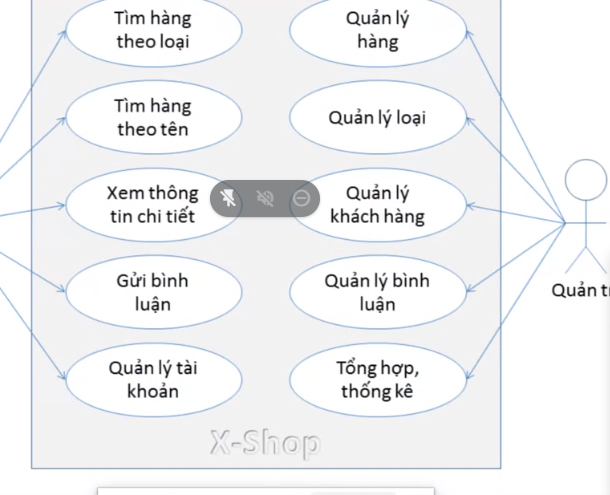 Tìm hàng
theo loại
Quản lý
hàng
Tìm hàng
theo tên
Quản lý loại
Xem thông
tin chi tiết
Quản lý
khách hàng
Gửi bình
luận
Quản lý bình
luận
Quản tr
Quản lý tài
khoản
Tổng hợp,
thống kê
X-Shop